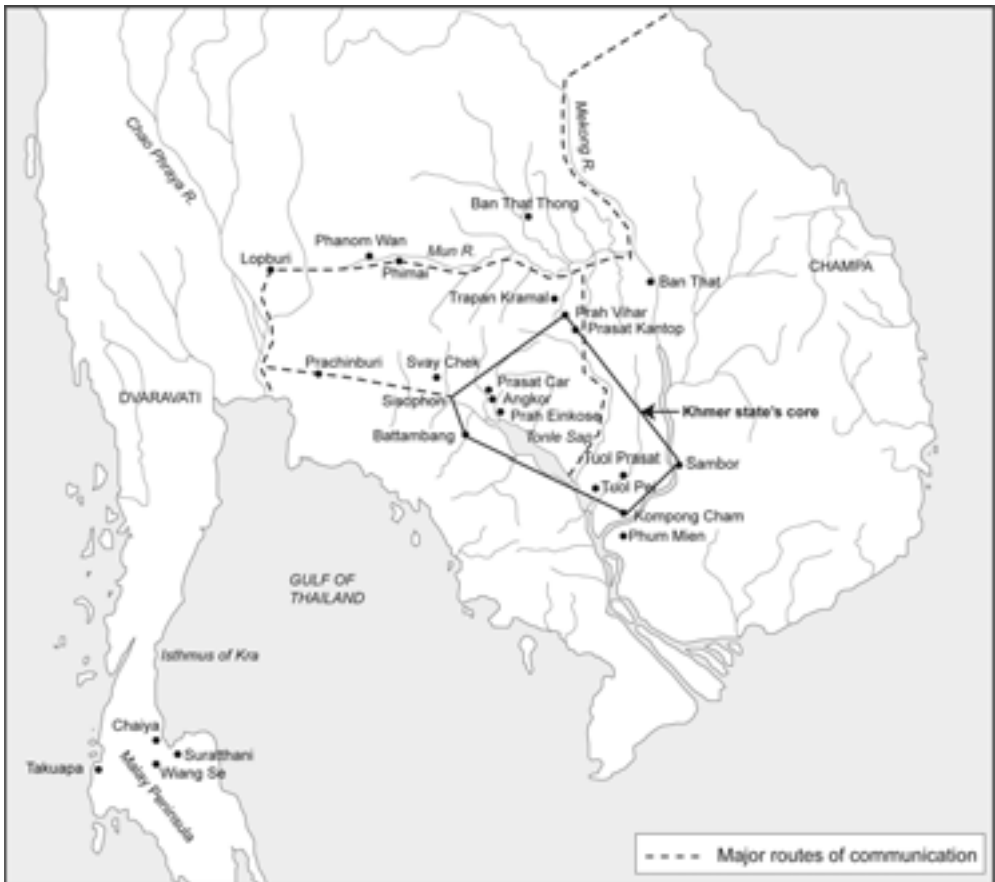 Mekong R.
Chao Phraya R.
Ban That Thong
Phanom Wan
Mun R.
Lopburi
Phimai
CHAMPA
Ban That
Trapan Kramal
Prah Vihar
Prasat Kantop
Prachinburi
Svay Chek
Prasat Car
DVARAVATI
Siaophon
Angkor
Prah Einkosa
Khmer state's core
Battambang
Tonle Sap
Tuol Prasat
Sambor
Tuol Pei
Kompong Cham
Phum Mien
GULF OF
THAILAND
Isthmus of Kra
Chaiya
Suratthani
Takuapa
Wiang Se
Malay Peninsula
Major routes of communication